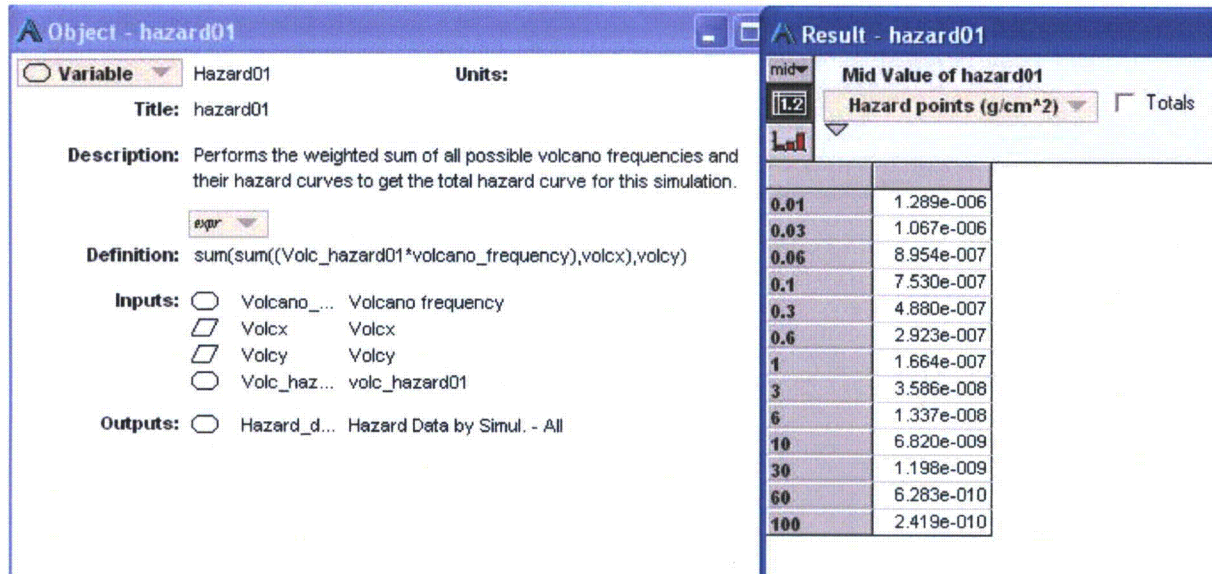 Object - hazard01
Variable Hazard01 Units:
Title: hazard01
Description: Performs the weighted sum of all possible volcano frequencies and
their hazard curves to get the total hazard curve for this simulation.
expr
Definition: sum(sum((Volc_hazard01*volcano_frequency),volcx),volcy)
Inputs: Volcano_... Volcano frequency
Volcx Volcx
Volcy Volcy
Volc_haz... volc_hazard01
Outputs: Hazard_d... Hazard Data by Simul. - All
Result - hazard01
mid Mid Value of hazard01
1.2 Hazard points (g/cm^2) Totals
0.01 1.289e-006
0.03 1.067e-006
0.06 8.954e-007
0.1 7.530e-007
0.3 4.880e-007
0.6 2.923e-007
1 1.664e-007
3 3.586e-008
6 1.337e-008
10 6.820e-009
30 1.198e-009
60 6.283e-010
100 2.419e-010